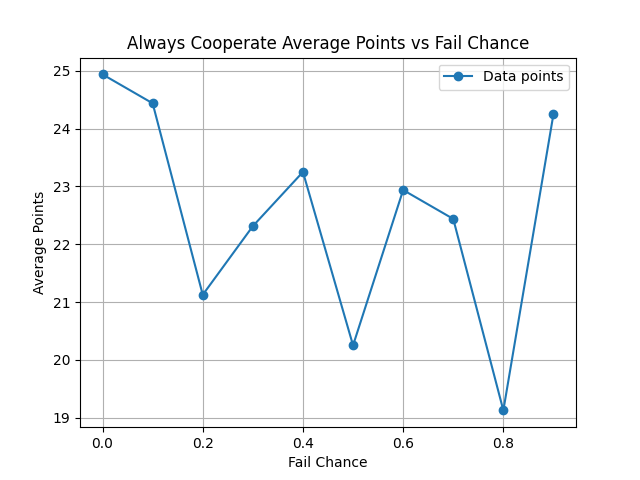 Always Cooperate Average Points vs Fail Chance
Data points
25
24
23
22
21
20
19
Average Points
0.0 0.2 0.4 0.6 0.8
Fail Chance